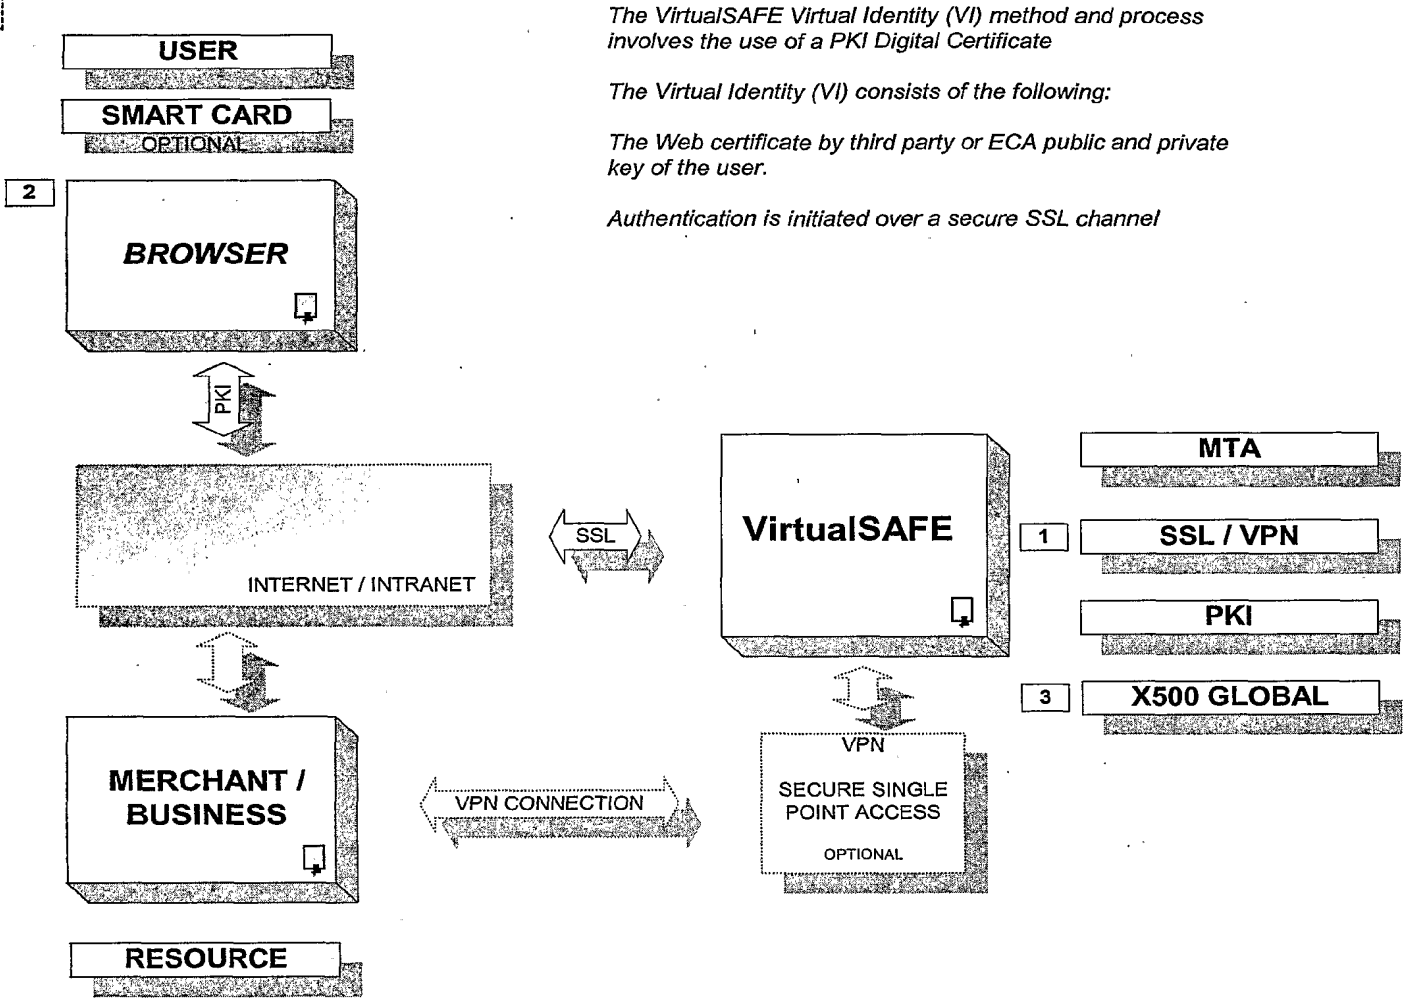 The VirtualSAFE Virtual Identity (VI) method and process
involves the use of a PKI Digital Certificate
The Virtual Identity (VI) consists of the following:
The Web certificate by third party or ECA public and private
key of the user.
Authentication is initiated over a secure SSL channel
USER
SMART CARD
OPTIONAL
2
BROWSER
PKI
INTERNET / INTRANET
SSL
VirtualSAFE
MTA
1
SSL / VPN
PKI
3
X500 GLOBAL
MERCHANT /
BUSINESS
VPN CONNECTION
VPN
SECURE SINGLE
POINT ACCESS
OPTIONAL
RESOURCE